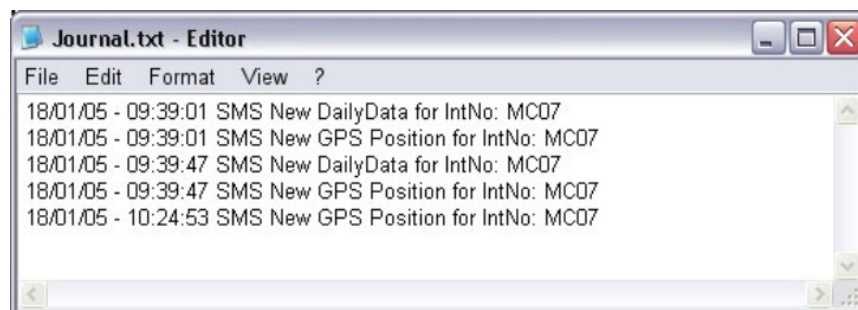 Journal.txt - Editor
File Edit Format View ?
18/01/05 - 09:39:01 SMS New DailyData for IntNo: MC07
18/01/05 - 09:39:01 SMS New GPS Position for IntNo: MC07
18/01/05 - 09:39:47 SMS New DailyData for IntNo: MC07
18/01/05 - 09:39:47 SMS New GPS Position for IntNo: MC07
18/01/05 - 10:24:53 SMS New GPS Position for IntNo: MC07